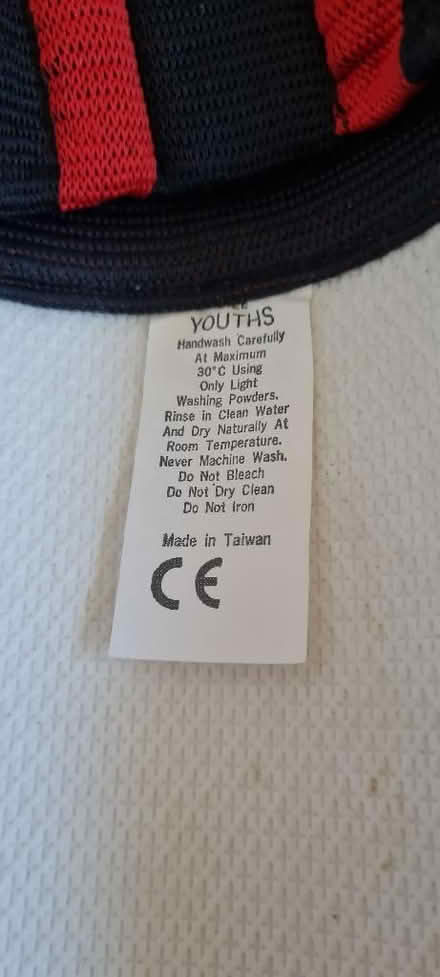 YOUTHS
Handwash Carefully
At Maximum
30°C Using
Only Light
Washing Powders.
Rinse in Clean Water
And Dry Naturally At
Room Temperature.
Never Machine Wash.
Do Not Bleach
Do Not Dry Clean
Do Not Iron
Made in Taiwan
CE